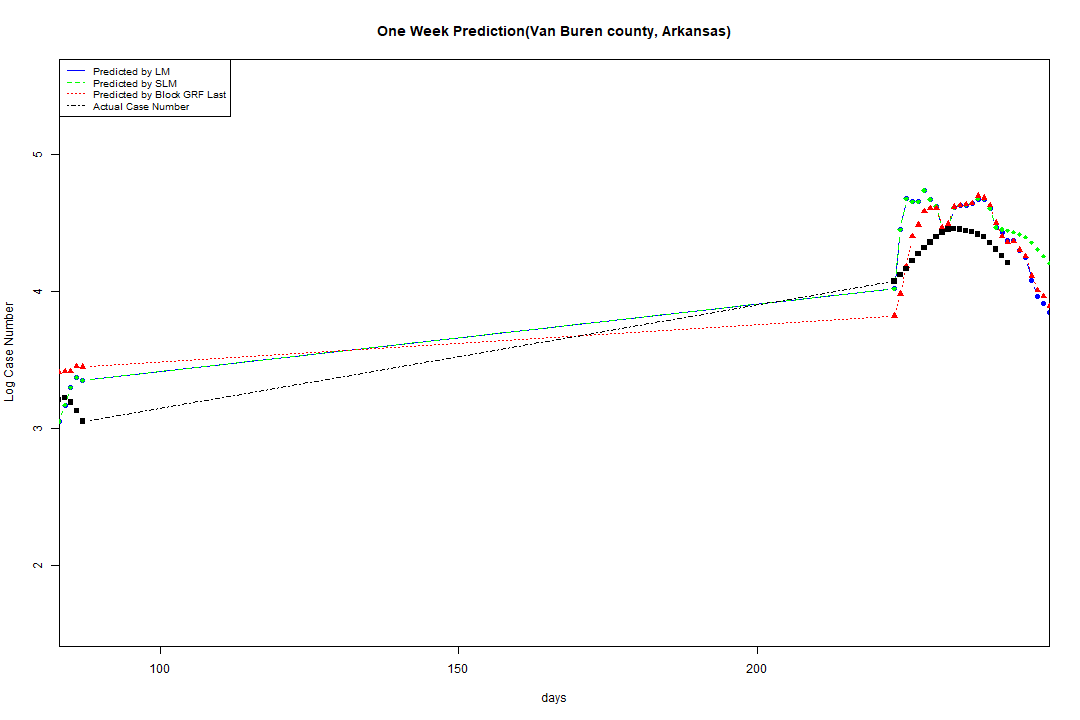 One Week Prediction(Van Buren county, Arkansas)
Predicted by LM
Predicted by SLM
Predicted by Block GRF Last
Actual Case Number
5
4
3
2
Log Case Number
100
150
200
days